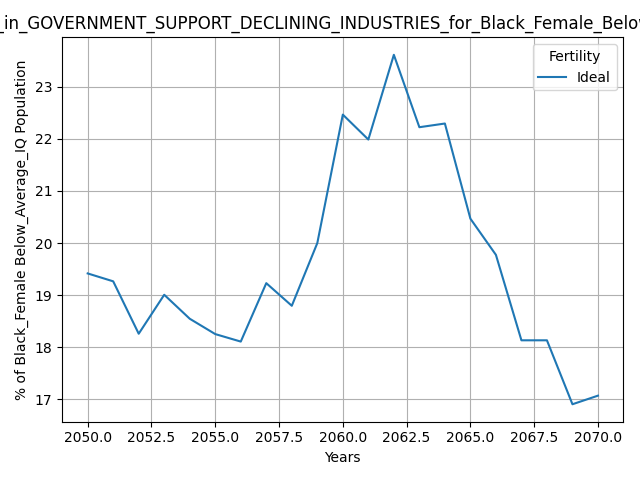 _in_GOVERNMENT_SUPPORT_DECLINING_INDUSTRIES_for_Black_Female_Below
Fertility
Ideal
% of Black_Female Below_Average_IQ Population
23
22
21
20
19
18
17
2050.0 2052.5 2055.0 2057.5 2060.0 2062.5 2065.0 2067.5 2070.0
Years